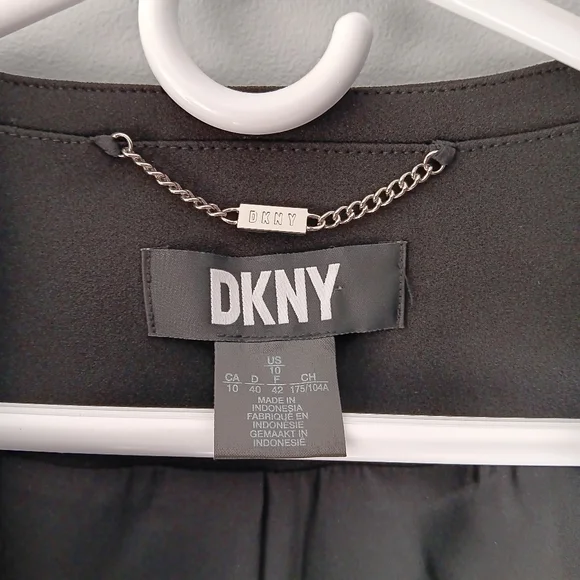 DKNY
DKNY
US
10
CA D F CH
10 40 42 175/104A
MADE IN
INDONESIA
FABRIQUÉ EN
INDONÉSIE
GEMAAKT IN
INDONESIË